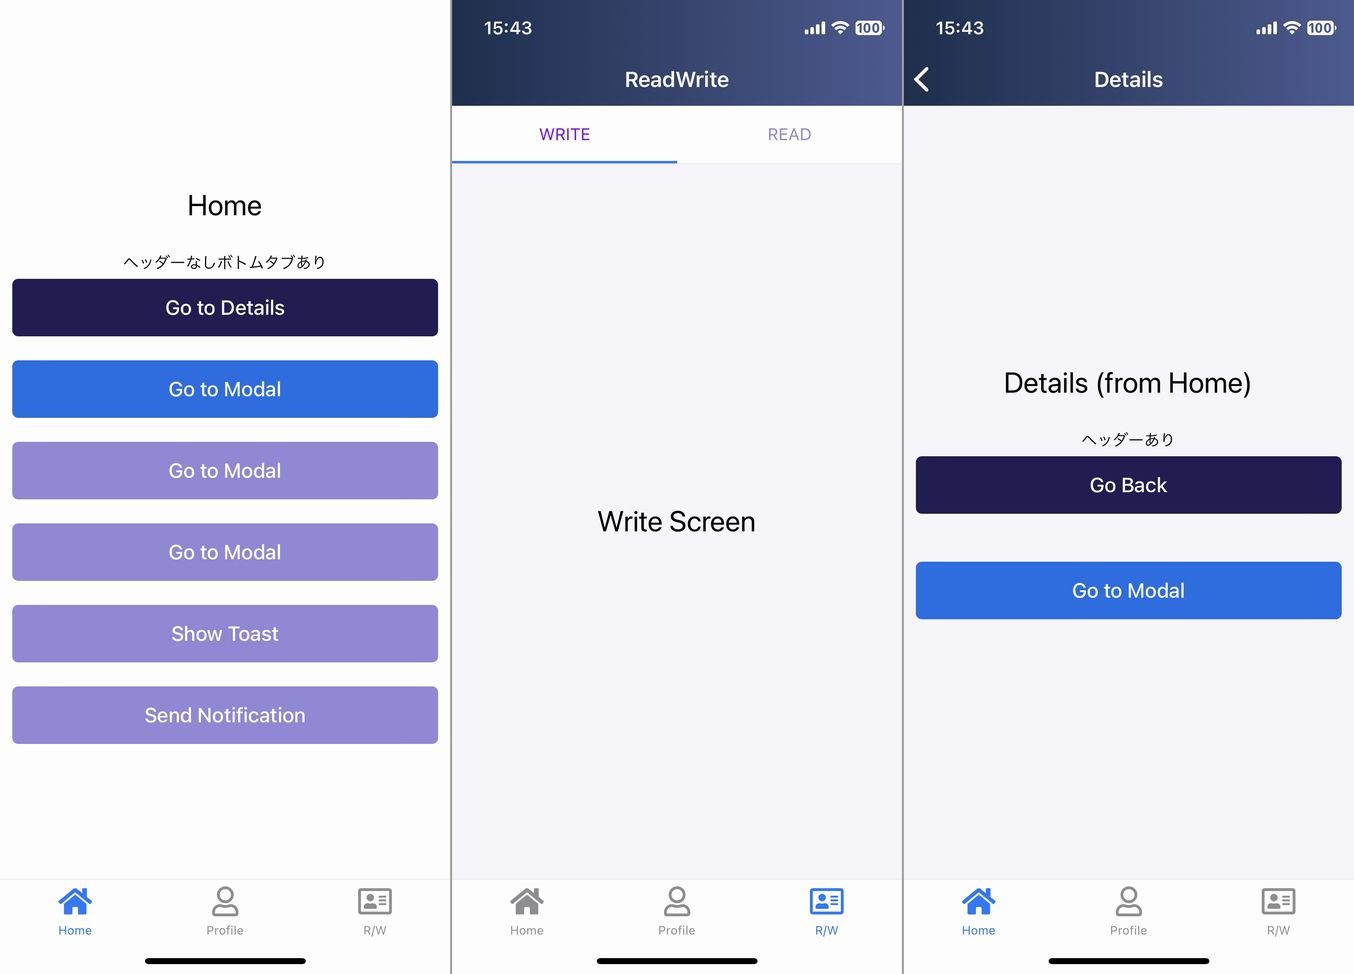 Home
ヘッダーなしボトムタブあり
Go to Details
Go to Modal
Go to Modal
Go to Modal
Show Toast
Send Notification
Home
Profile
R/W
15:43
100
ReadWrite
WRITE
READ
Write Screen
Home
Profile
R/W
15:43
100
Details
Details (from Home)
ヘッダーあり
Go Back
Go to Modal
Home
Profile
R/W